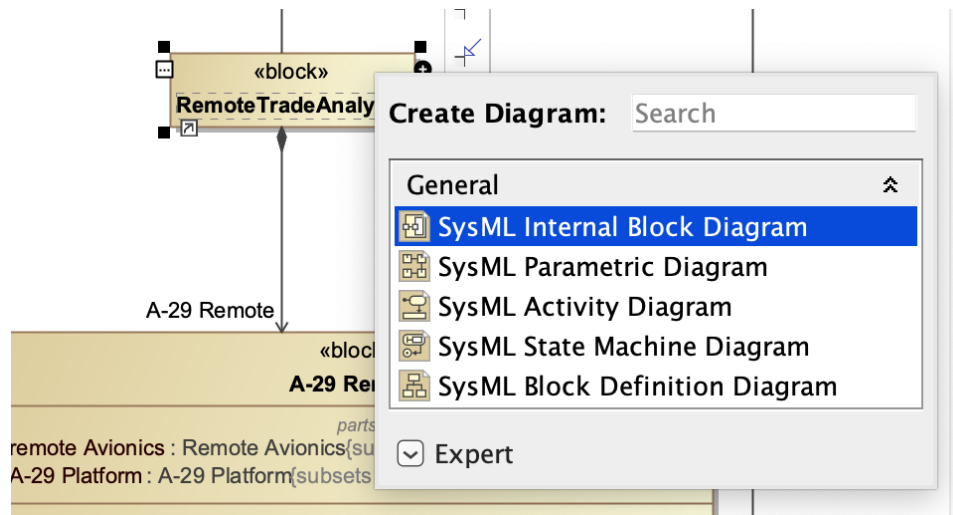 «block»
RemoteTradeAnaly
Create Diagram:
Search
General
SysML Internal Block Diagram
SysML Parametric Diagram
SysML Activity Diagram
SysML State Machine Diagram
SysML Block Definition Diagram
Expert
A-29 Remote
«bloc
A-29 Re
parts
remote Avionics : Remote Avionics{su
A-29 Platform : A-29 Platform{subsets